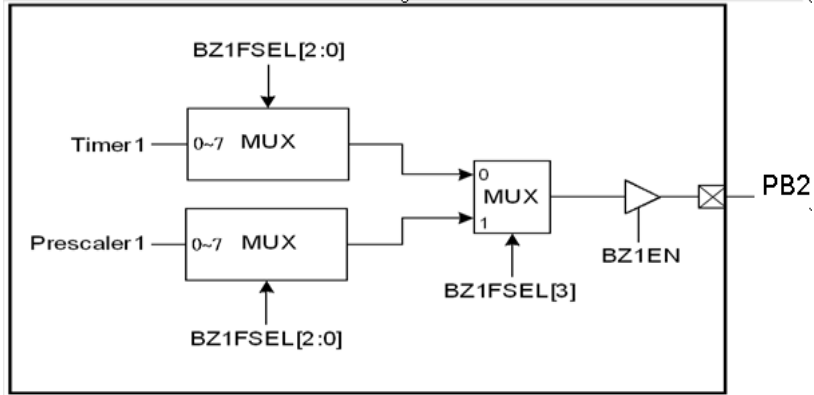 BZ1FSEL[2:0]
Timer1
0~7 MUX
0
MUX
1
PB2
Prescaler1
0~7 MUX
BZ1EN
BZ1FSEL[3]
BZ1FSEL[2:0]